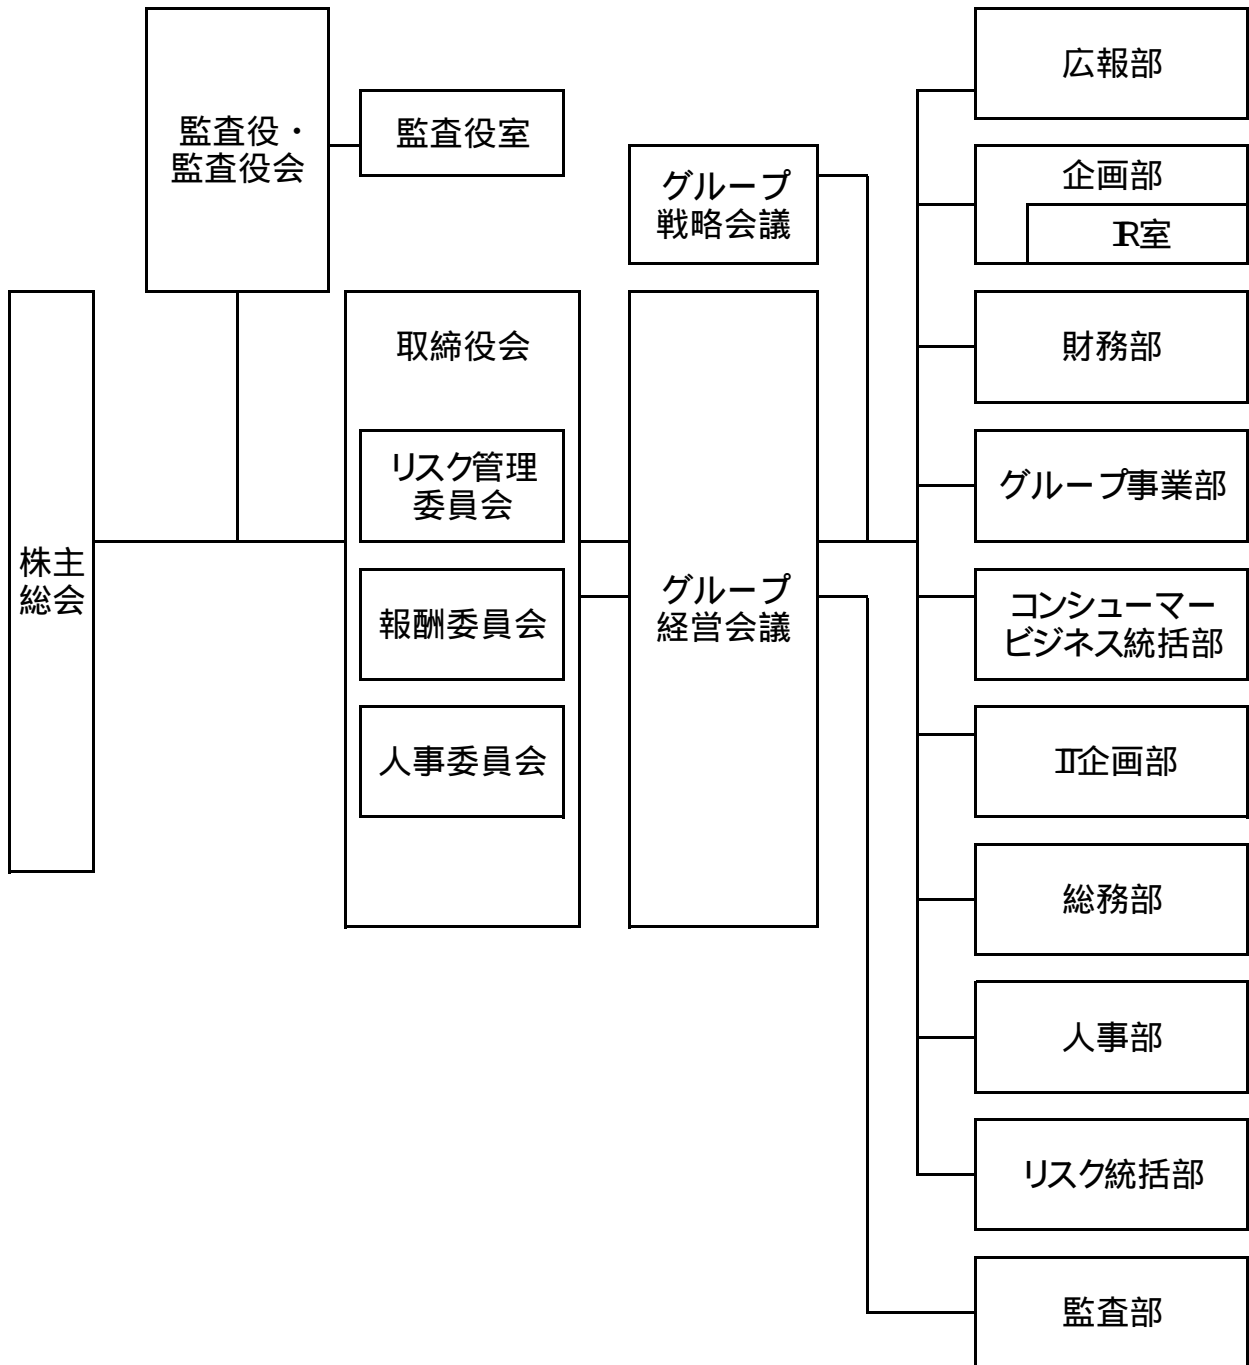 広報部
監査役・
監査役会
監査役室
グループ
戦略会議
企画部
IR室
取締役会
財務部
リスク管理
委員会
グループ事業部
株主
総会
報酬委員会
グループ
経営会議
コンシューマー
ビジネス統括部
人事委員会
IT企画部
総務部
人事部
リスク統括部
監査部